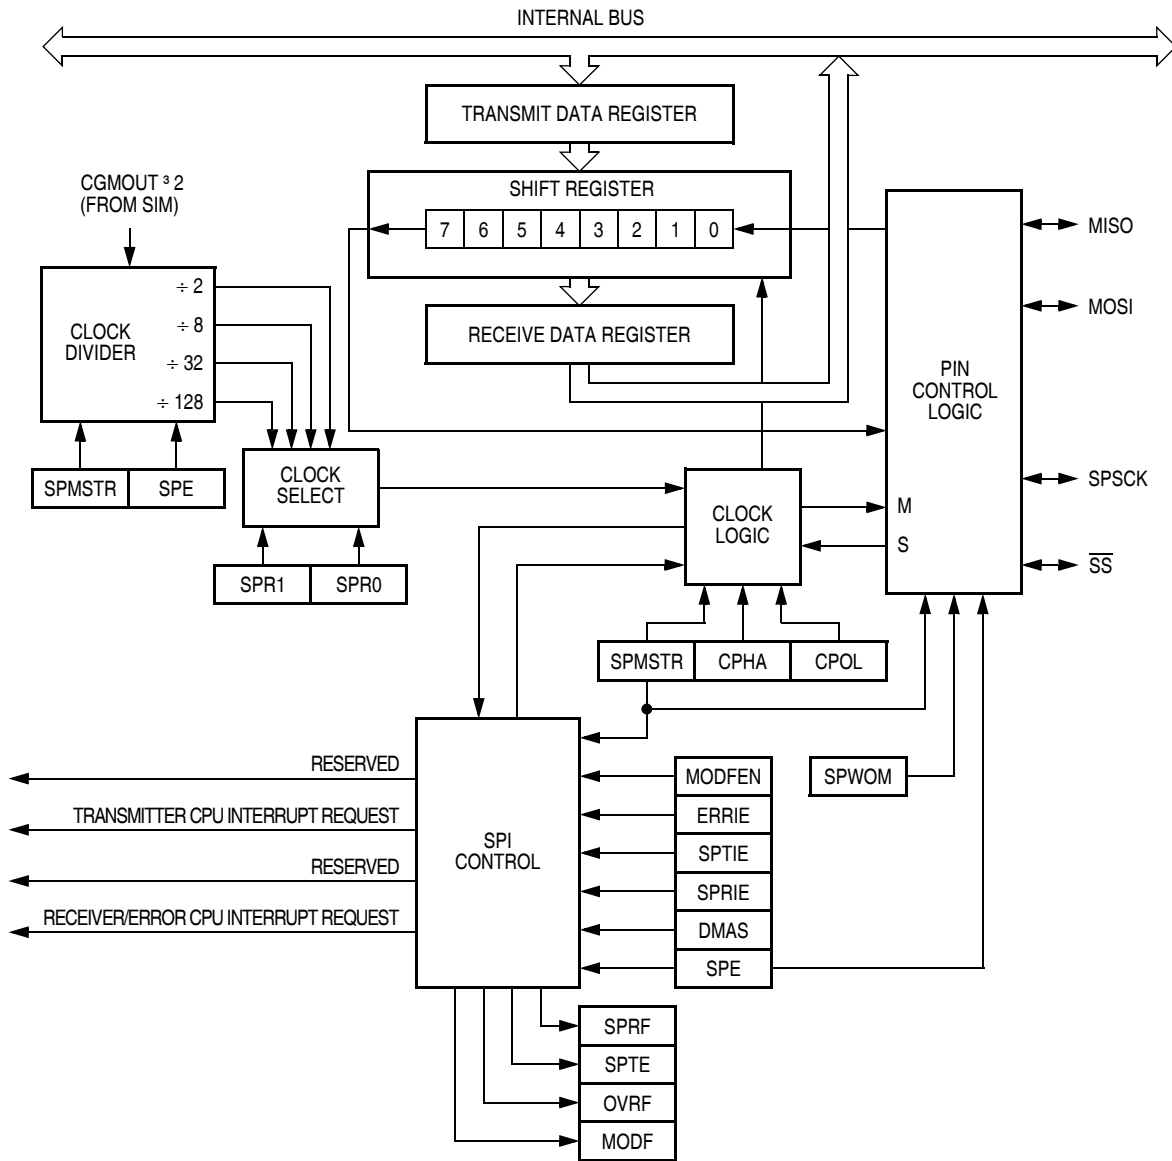 INTERNAL BUS
TRANSMIT DATA REGISTER
CGMOUT ³ 2
(FROM SIM)
SHIFT REGISTER
7 6 5 4 3 2 1 0
MISO
CLOCK
DIVIDER
÷ 2
÷ 8
÷ 32
÷ 128
RECEIVE DATA REGISTER
MOSI
PIN
CONTROL
LOGIC
SPMSTR SPE
CLOCK
SELECT
SPR1 SPR0
CLOCK
LOGIC
M
S
SPSCK
SS
SPMSTR CPHA CPOL
RESERVED
TRANSMITTER CPU INTERRUPT REQUEST
RESERVED
RECEIVER/ERROR CPU INTERRUPT REQUEST
SPI
CONTROL
MODFEN
ERRIE
SPTIE
SPRIE
DMAS
SPE
SPWOM
SPRF
SPTE
OVRF
MODF